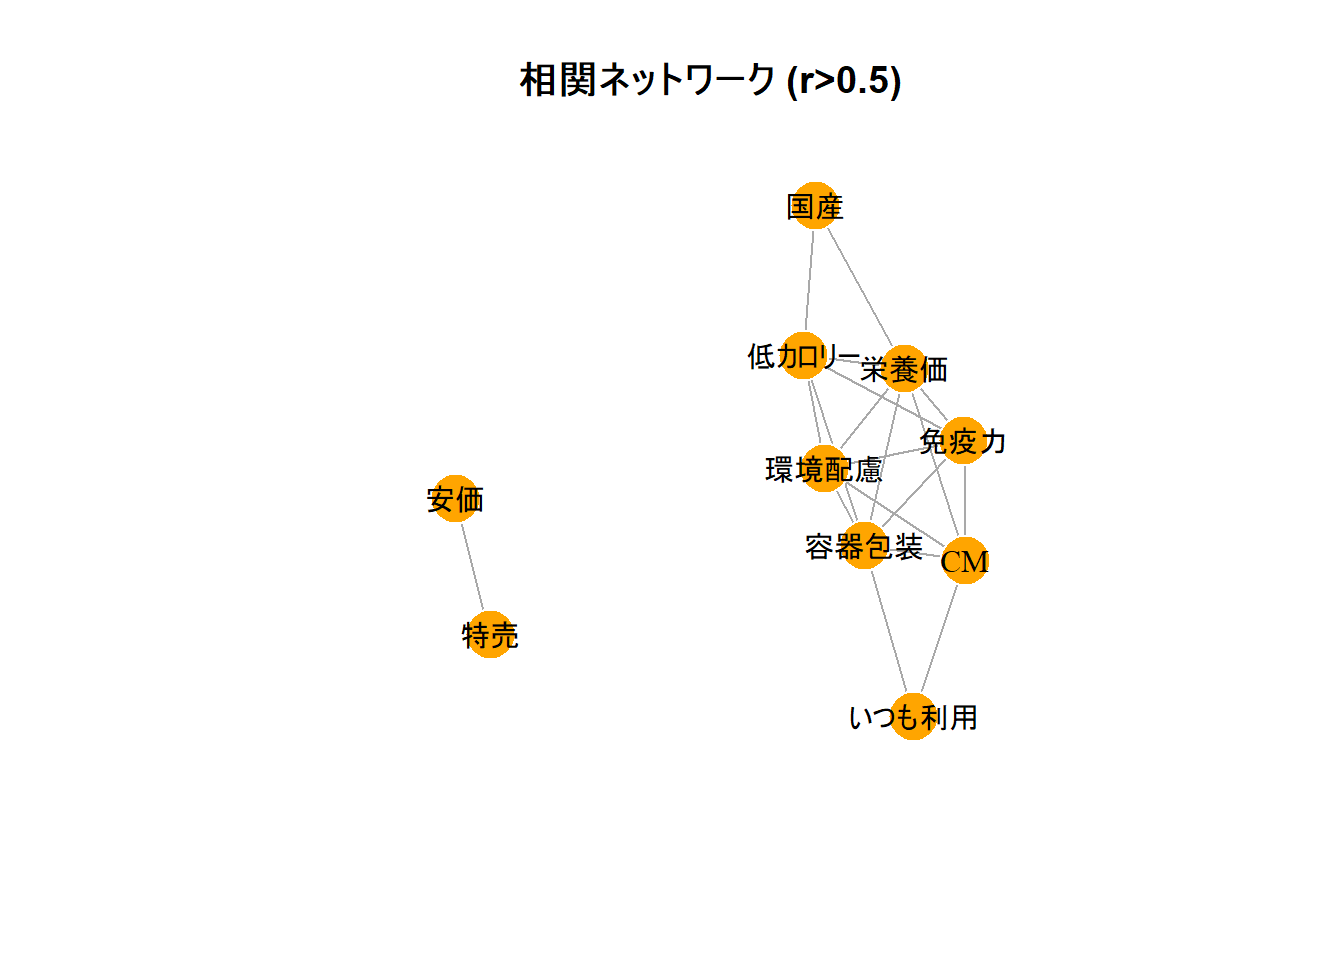 相関ネットワーク (r>0.5)
国産
低カロリー
栄養価
免疫力
環境配慮
安価
容器包装
CM
特売
いつも利用